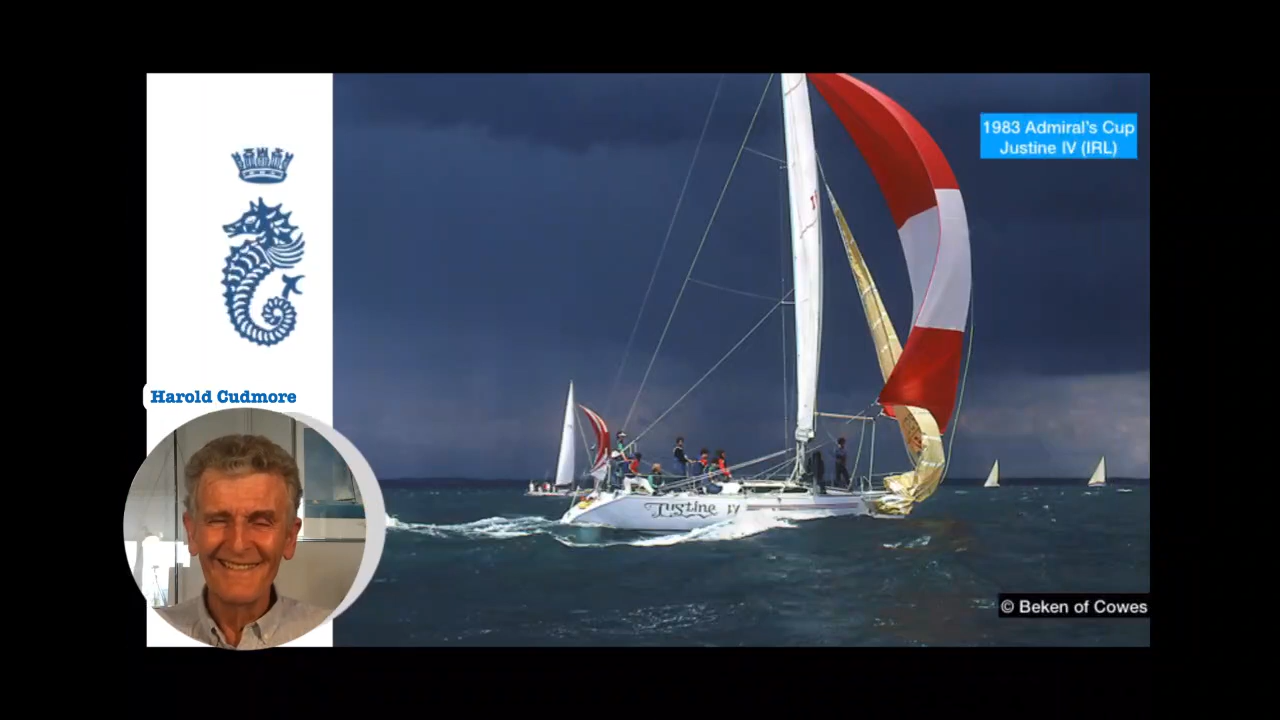 1983 Admiral's Cup
Justine IV (IRL)
Harold Cudmore
Justine IV
© Beken of Cowes